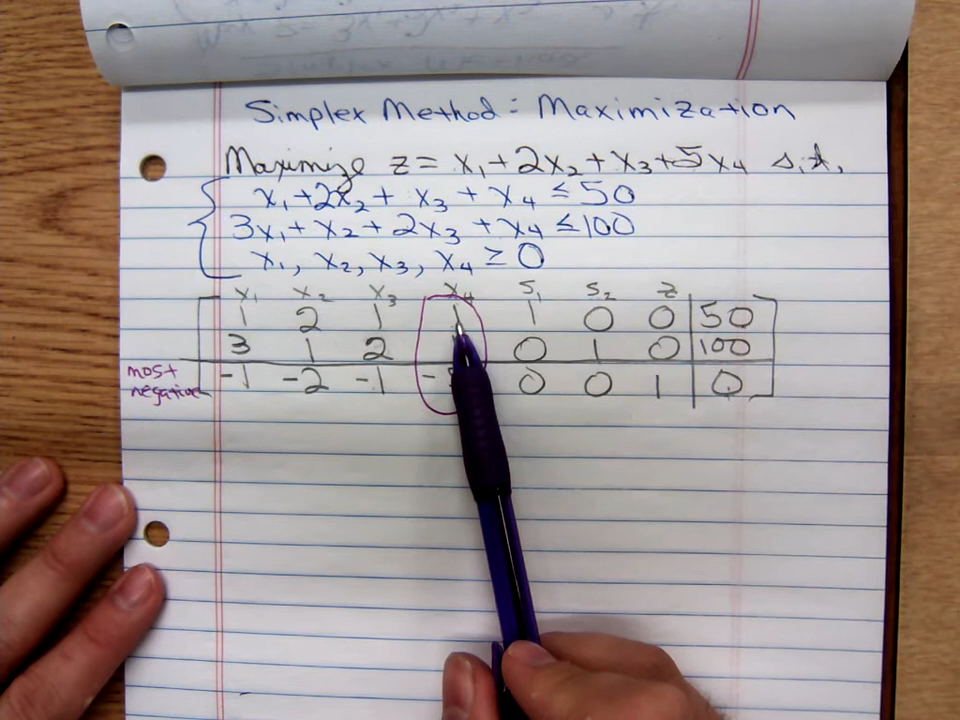 Simplex Method: Maximization
Maximize z = x₁ + 2x₂ + x₃ + 5x₄ s.t.
x₁ + 2x₂ + x₃ + x₄ ≤ 50
3x₁ + x₂ + 2x₃ + x₄ ≤ 100
x₁, x₂, x₃, x₄ ≥ 0
x₁ x₂ x₃ x₄ s₁ s₂ z
1 2 1 1 1 0 0 50
3 1 2 0 1 0 100
most negative -1 -2 -1 - 0 0 1 0